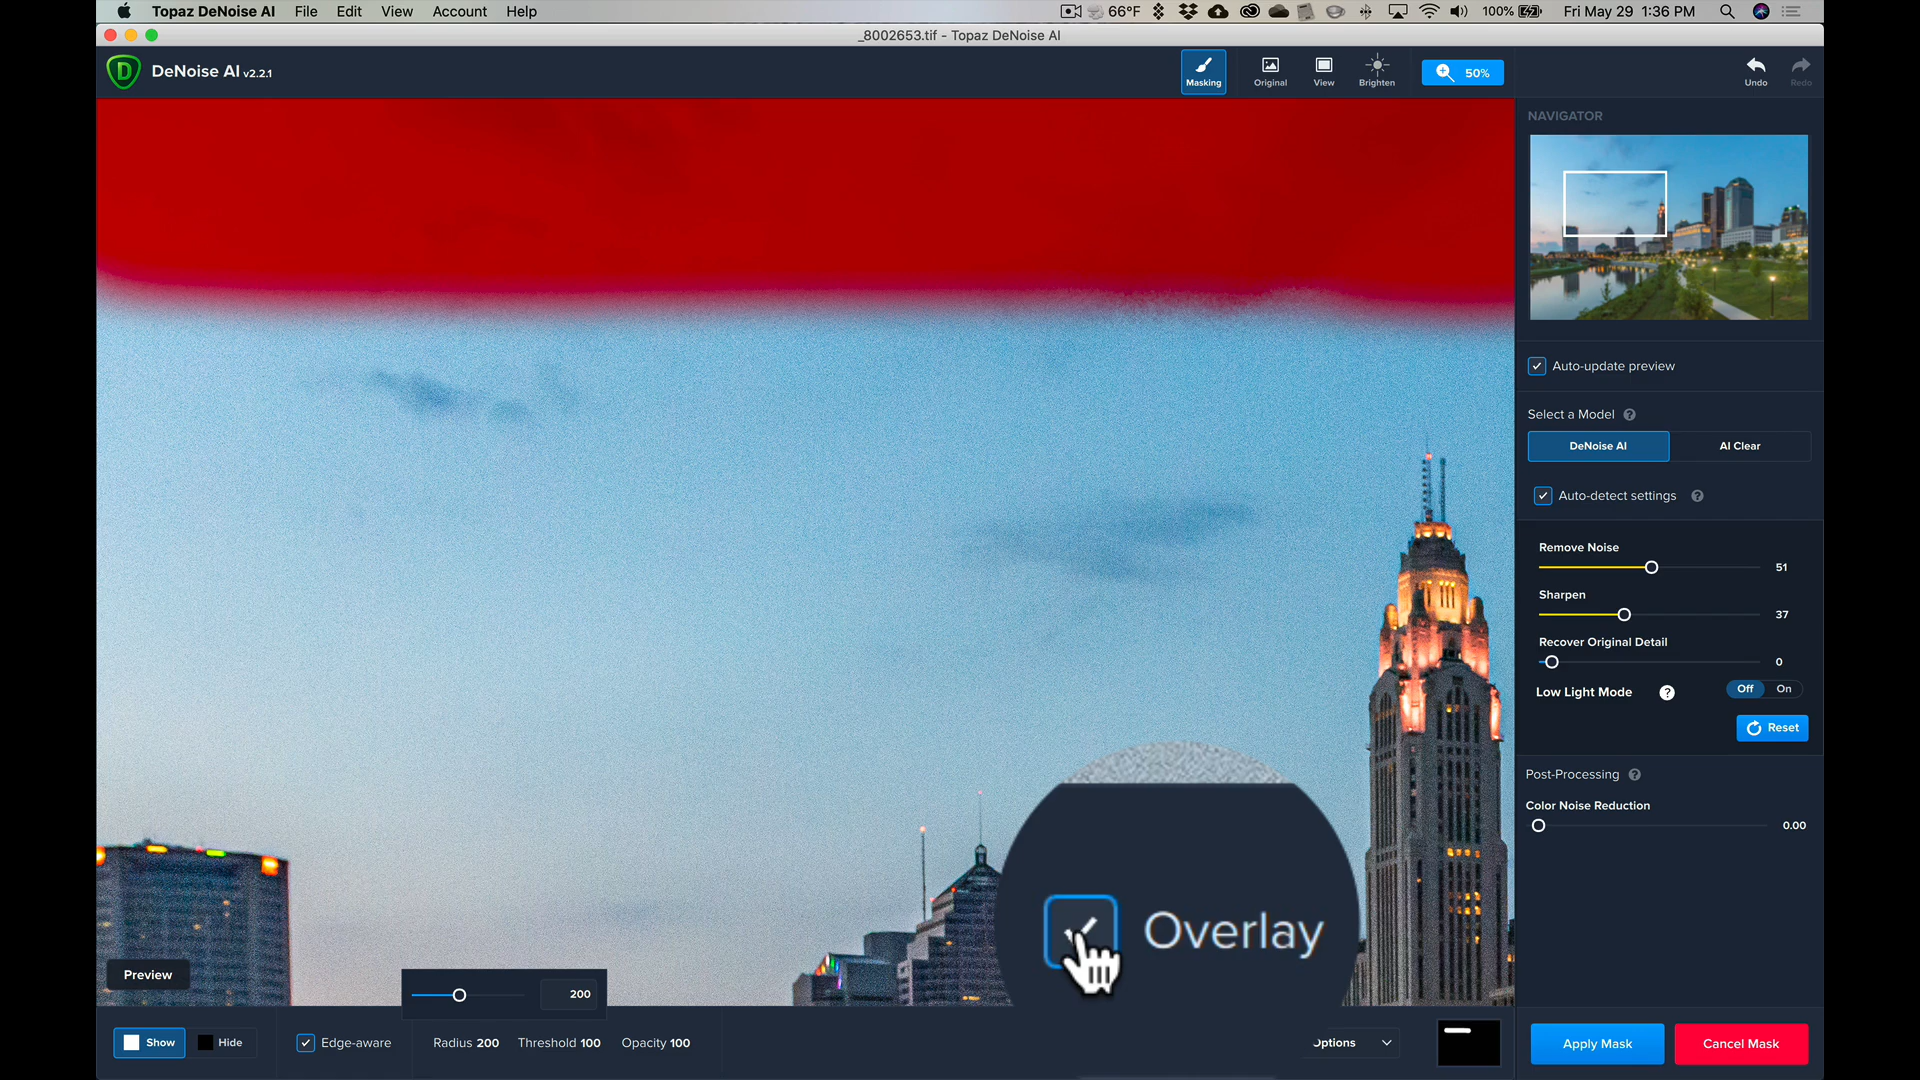 Topaz DeNoise AI File Edit View Account Help 66°F 100% Fri May 29 1:36 PM
_8002653.tif - Topaz DeNoise AI
D DeNoise AI v2.2.1 Masking Original View Brighten 50% Undo Redo
NAVIGATOR
Auto-update preview
Select a Model ?
DeNoise AI AI Clear
Auto-detect settings ?
Remove Noise
51
Sharpen
37
Recover Original Detail
0
Low Light Mode ? Off On
Reset
Post-Processing ?
Color Noise Reduction
0.00
Overlay
Preview
200
Show Hide Edge-aware Radius 200 Threshold 100 Opacity 100 Options Apply Mask Cancel Mask